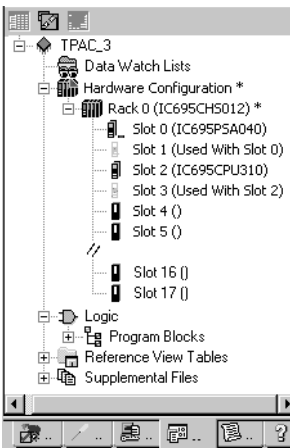 TPAC_3
Data Watch Lists
Hardware Configuration *
Rack 0 (IC695CHS012) *
Slot 0 (IC695PSA040)
Slot 1 (Used With Slot 0)
Slot 2 (IC695CPU310)
Slot 3 (Used With Slot 2)
Slot 4 ()
Slot 5 ()
//
Slot 16 ()
Slot 17 ()
Logic
Program Blocks
Reference View Tables
Supplemental Files